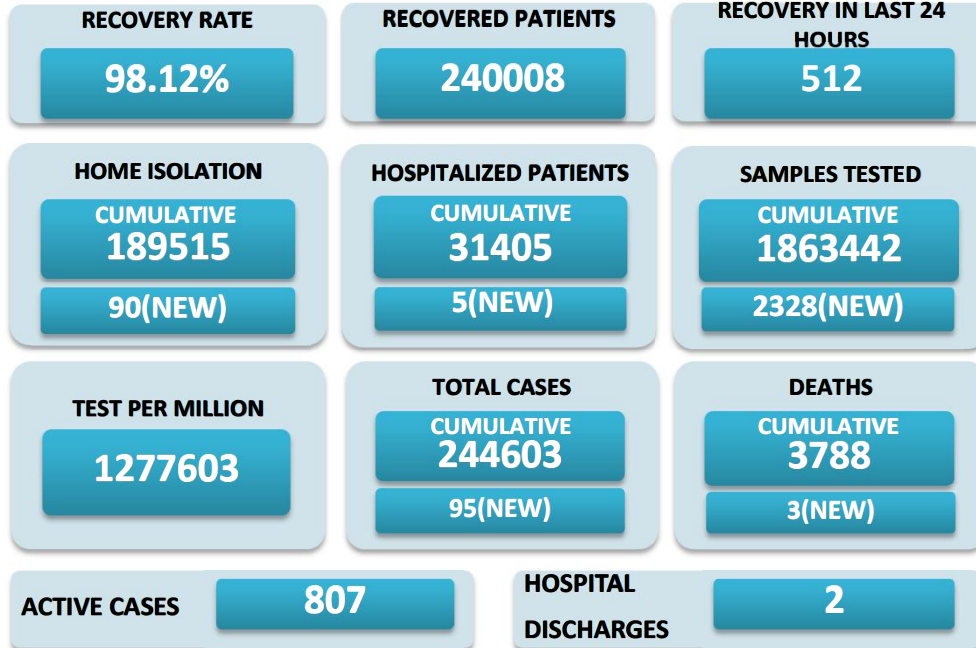 RECOVERY RATE
98.12%
RECOVERED PATIENTS
240008
RECOVERY IN LAST 24
HOURS
512
HOME ISOLATION
CUMULATIVE
189515
90(NEW)
HOSPITALIZED PATIENTS
CUMULATIVE
31405
5(NEW)
SAMPLES TESTED
CUMULATIVE
1863442
2328(NEW)
TEST PER MILLION
1277603
TOTAL CASES
CUMULATIVE
244603
95(NEW)
DEATHS
CUMULATIVE
3788
3(NEW)
ACTIVE CASES
807
HOSPITAL
DISCHARGES
2